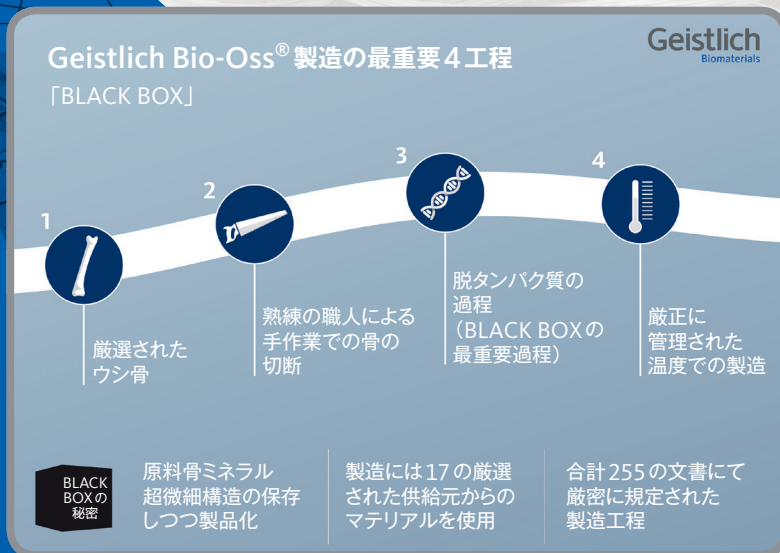 Geistlich Bio-Oss® 製造の最重要4工程
「BLACK BOX」
Geistlich
Biomaterials
1
厳選された
ウシ骨
2
熟練の職人による
手作業での骨の
切断
3
脱タンパク質の
過程
（BLACK BOXの
最重要過程）
4
厳正に
管理された
温度での製造
BLACK
BOXの
秘密
原料骨ミネラル
超微細構造の保存
しつつ製品化
製造には17の厳選
された供給元からの
マテリアルを使用
合計255の文書にて
厳密に規定された
製造工程